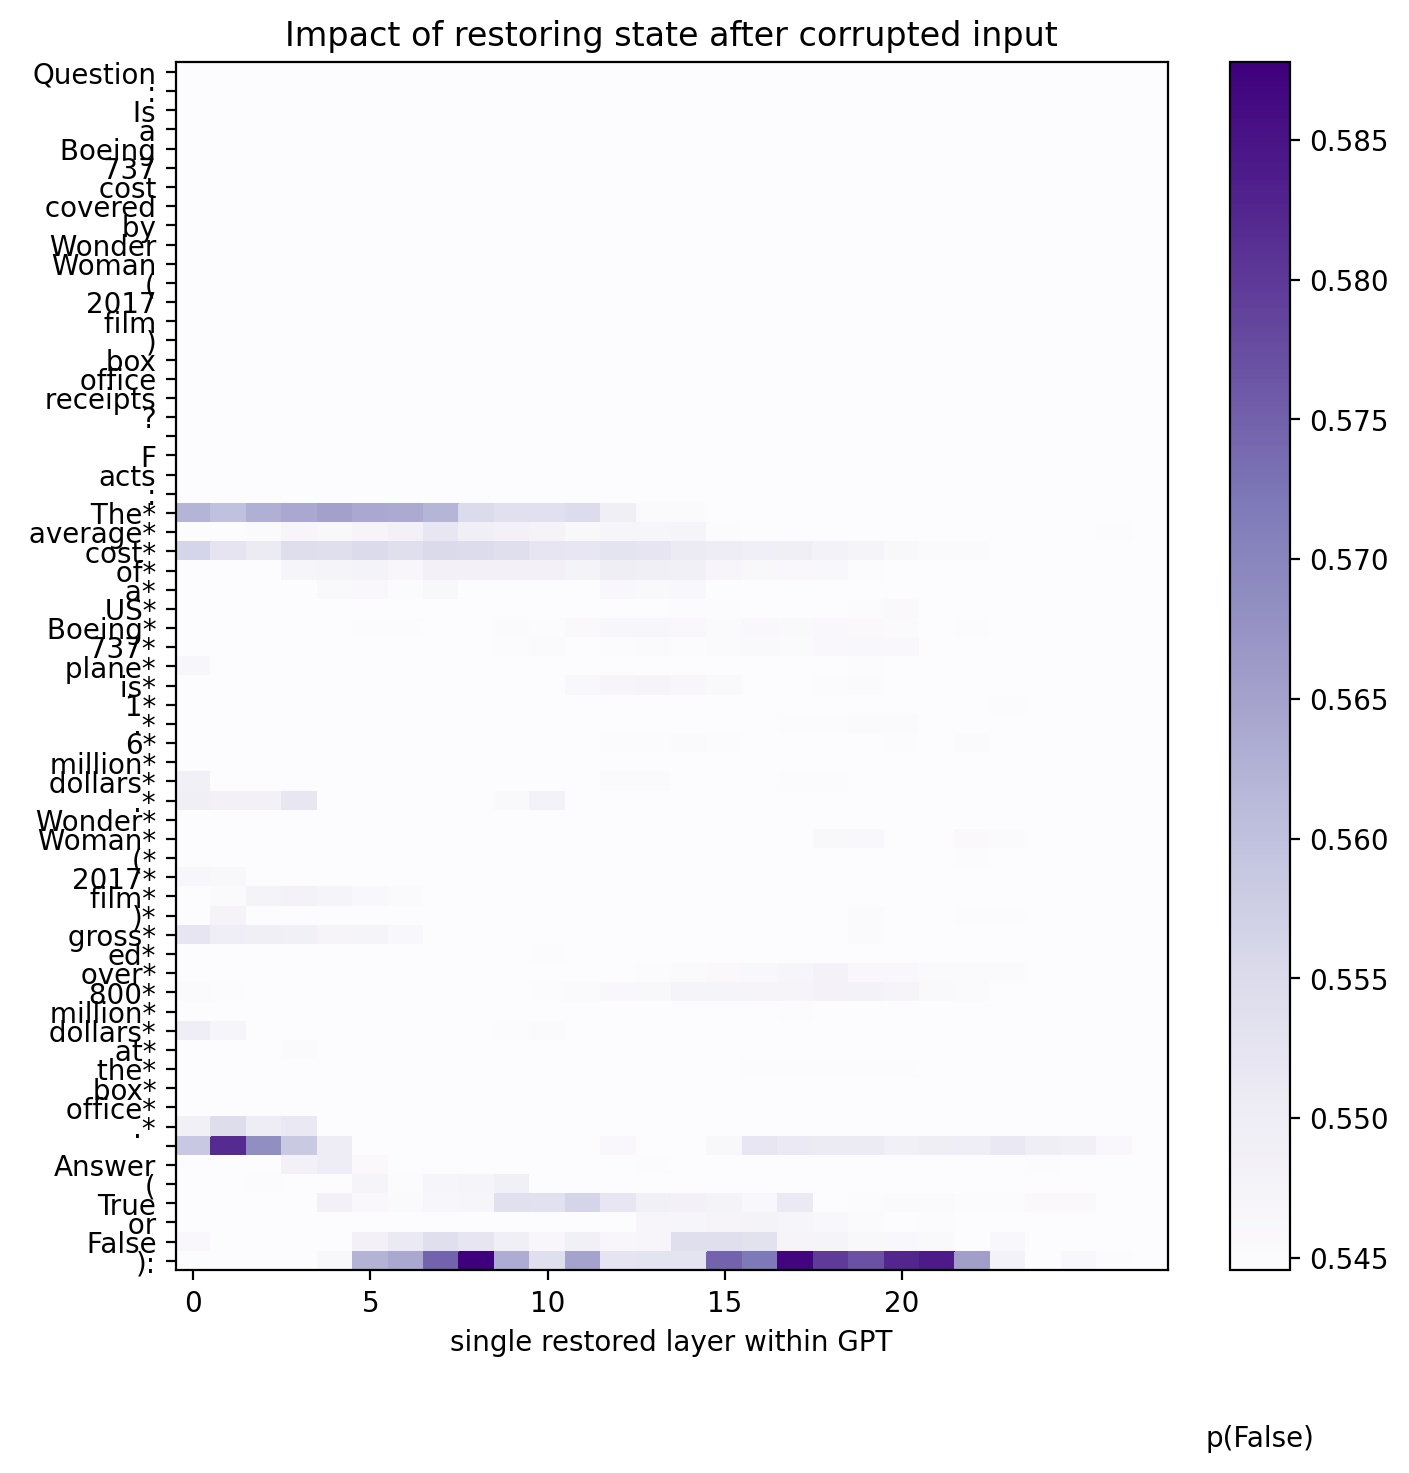 Impact of restoring state after corrupted input
Question
:
Is
a
Boeing
737
cost
covered
by
Wonder
Woman
(
2017
film
)
box
office
receipts
?
F
acts
:
The*
average*
cost*
of*
a*
US*
Boeing*
737*
plane*
is*
1*
.*
6*
million*
dollars*
.*
Wonder*
Woman*
(*
2017*
film*
)*
gross*
ed*
over*
800*
million*
dollars*
at*
the*
box*
office*
.*
Answer
(
True
or
False
):
0 5 10 15 20
single restored layer within GPT
0.585
0.580
0.575
0.570
0.565
0.560
0.555
0.550
0.545
p(False)